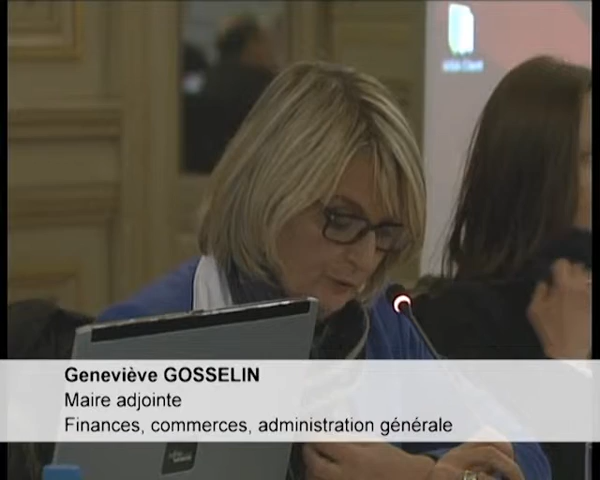 Geneviève GOSSELIN
Maire adjointe
Finances, commerces, administration générale